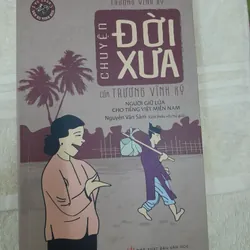 TRƯƠNG VĨNH KÝ
CHUYỆN
ĐỜI
XƯA
CỦA TRƯƠNG VĨNH KÝ
NGƯỜI GIỮ LỬA
CHO TIẾNG VIỆT MIỀN NAM
Nguyễn Văn Sâm